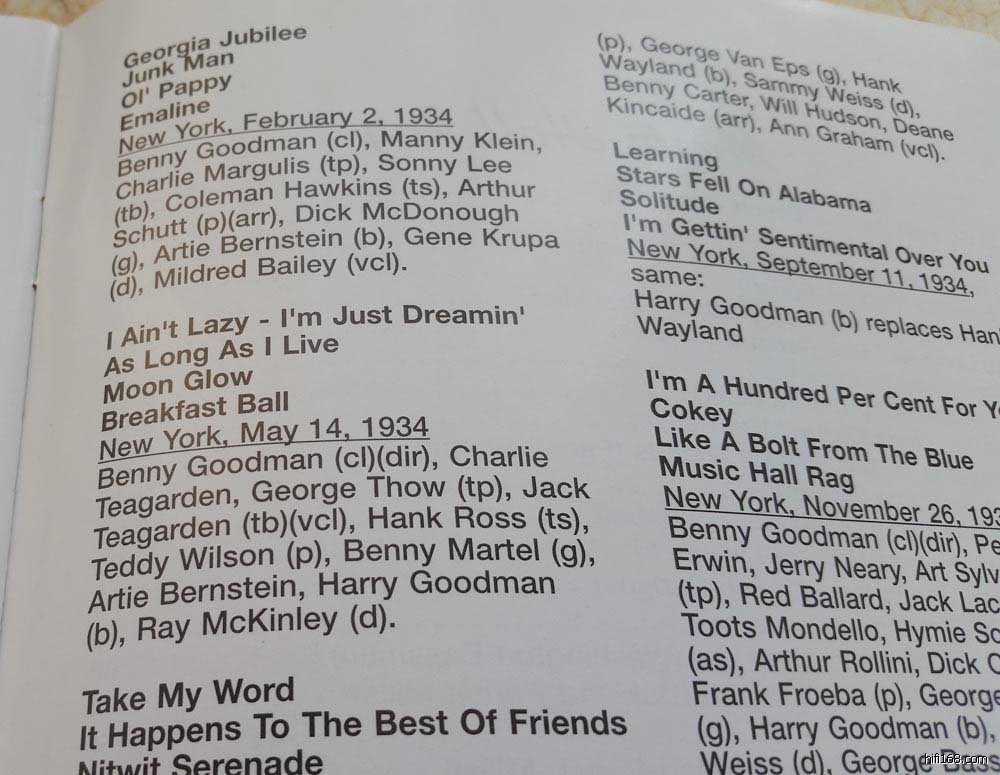 Georgia Jubilee
Junk Man
Ol' Pappy
Emaline
New York, February 2, 1934
Benny Goodman (cl), Manny Klein,
Charlie Margulis (tp), Sonny Lee
(tb), Coleman Hawkins (ts), Arthur
Schutt (p)(arr), Dick McDonough
(g), Artie Bernstein (b), Gene Krupa
(d), Mildred Bailey (vcl).
I Ain't Lazy - I'm Just Dreamin'
As Long As I Live
Moon Glow
Breakfast Ball
New York, May 14, 1934
Benny Goodman (cl)(dir), Charlie
Teagarden, George Thow (tp), Jack
Teagarden (tb)(vcl), Hank Ross (ts),
Teddy Wilson (p), Benny Martel (g),
Artie Bernstein, Harry Goodman
(b), Ray McKinley (d).
Take My Word
It Happens To The Best Of Friends
Nitwit Serenade
(p), George Van Eps (g), Hank
Wayland (b), Sammy Weiss (d),
Benny Carter, Will Hudson, Deane
Kincaide (arr), Ann Graham (vcl).
Learning
Stars Fell On Alabama
Solitude
I'm Gettin' Sentimental Over You
New York, September 11, 1934,
same:
Harry Goodman (b) replaces
Wayland
I'm A Hundred Per Cent For
Cokey
Like A Bolt From The Blue
Music Hall Rag
New York, November 26,
Benny Goodman (cl)(dir),
Erwin, Jerry Neary, Art
(tp), Red Ballard, Jack
Toots Mondello, Hymie
(as), Arthur Rollini, Dick
Frank Froeba (p), George
(g), Harry Goodman (b),
Weiss (d), George
hifi168.com